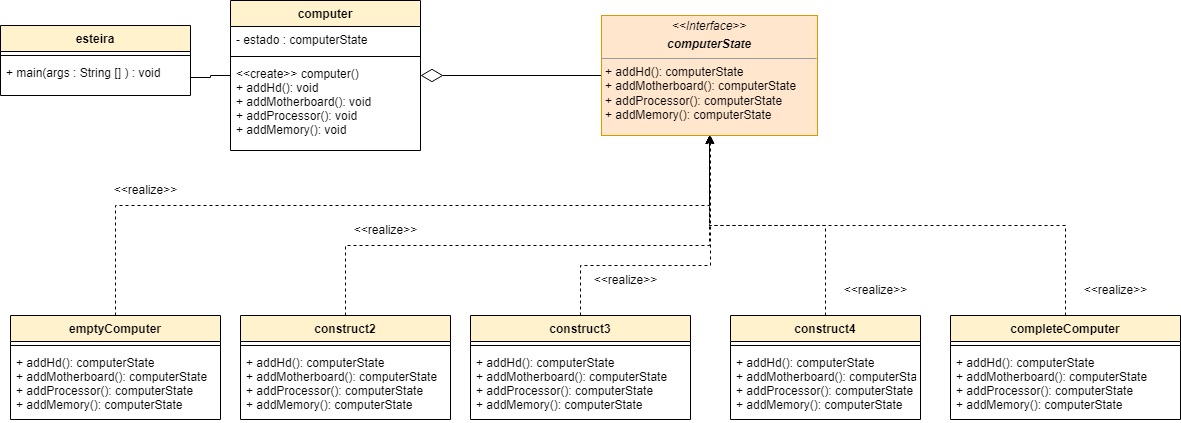 esteira
+ main(args : String [] ) : void
computer
- estado : computerState
<<create>> computer()
+ addHd(): void
+ addMotherboard(): void
+ addProcessor(): void
+ addMemory(): void
<<Interface>>
computerState
+ addHd(): computerState
+ addMotherboard(): computerState
+ addProcessor(): computerState
+ addMemory(): computerState
<<realize>>
<<realize>>
<<realize>>
<<realize>>
<<realize>>
emptyComputer
+ addHd(): computerState
+ addMotherboard(): computerState
+ addProcessor(): computerState
+ addMemory(): computerState
construct2
+ addHd(): computerState
+ addMotherboard(): computerState
+ addProcessor(): computerState
+ addMemory(): computerState
construct3
+ addHd(): computerState
+ addMotherboard(): computerState
+ addProcessor(): computerState
+ addMemory(): computerState
construct4
+ addHd(): computerState
+ addMotherboard(): computerSta
+ addProcessor(): computerState
+ addMemory(): computerState
completeComputer
+ addHd(): computerState
+ addMotherboard(): computerState
+ addProcessor(): computerState
+ addMemory(): computerState